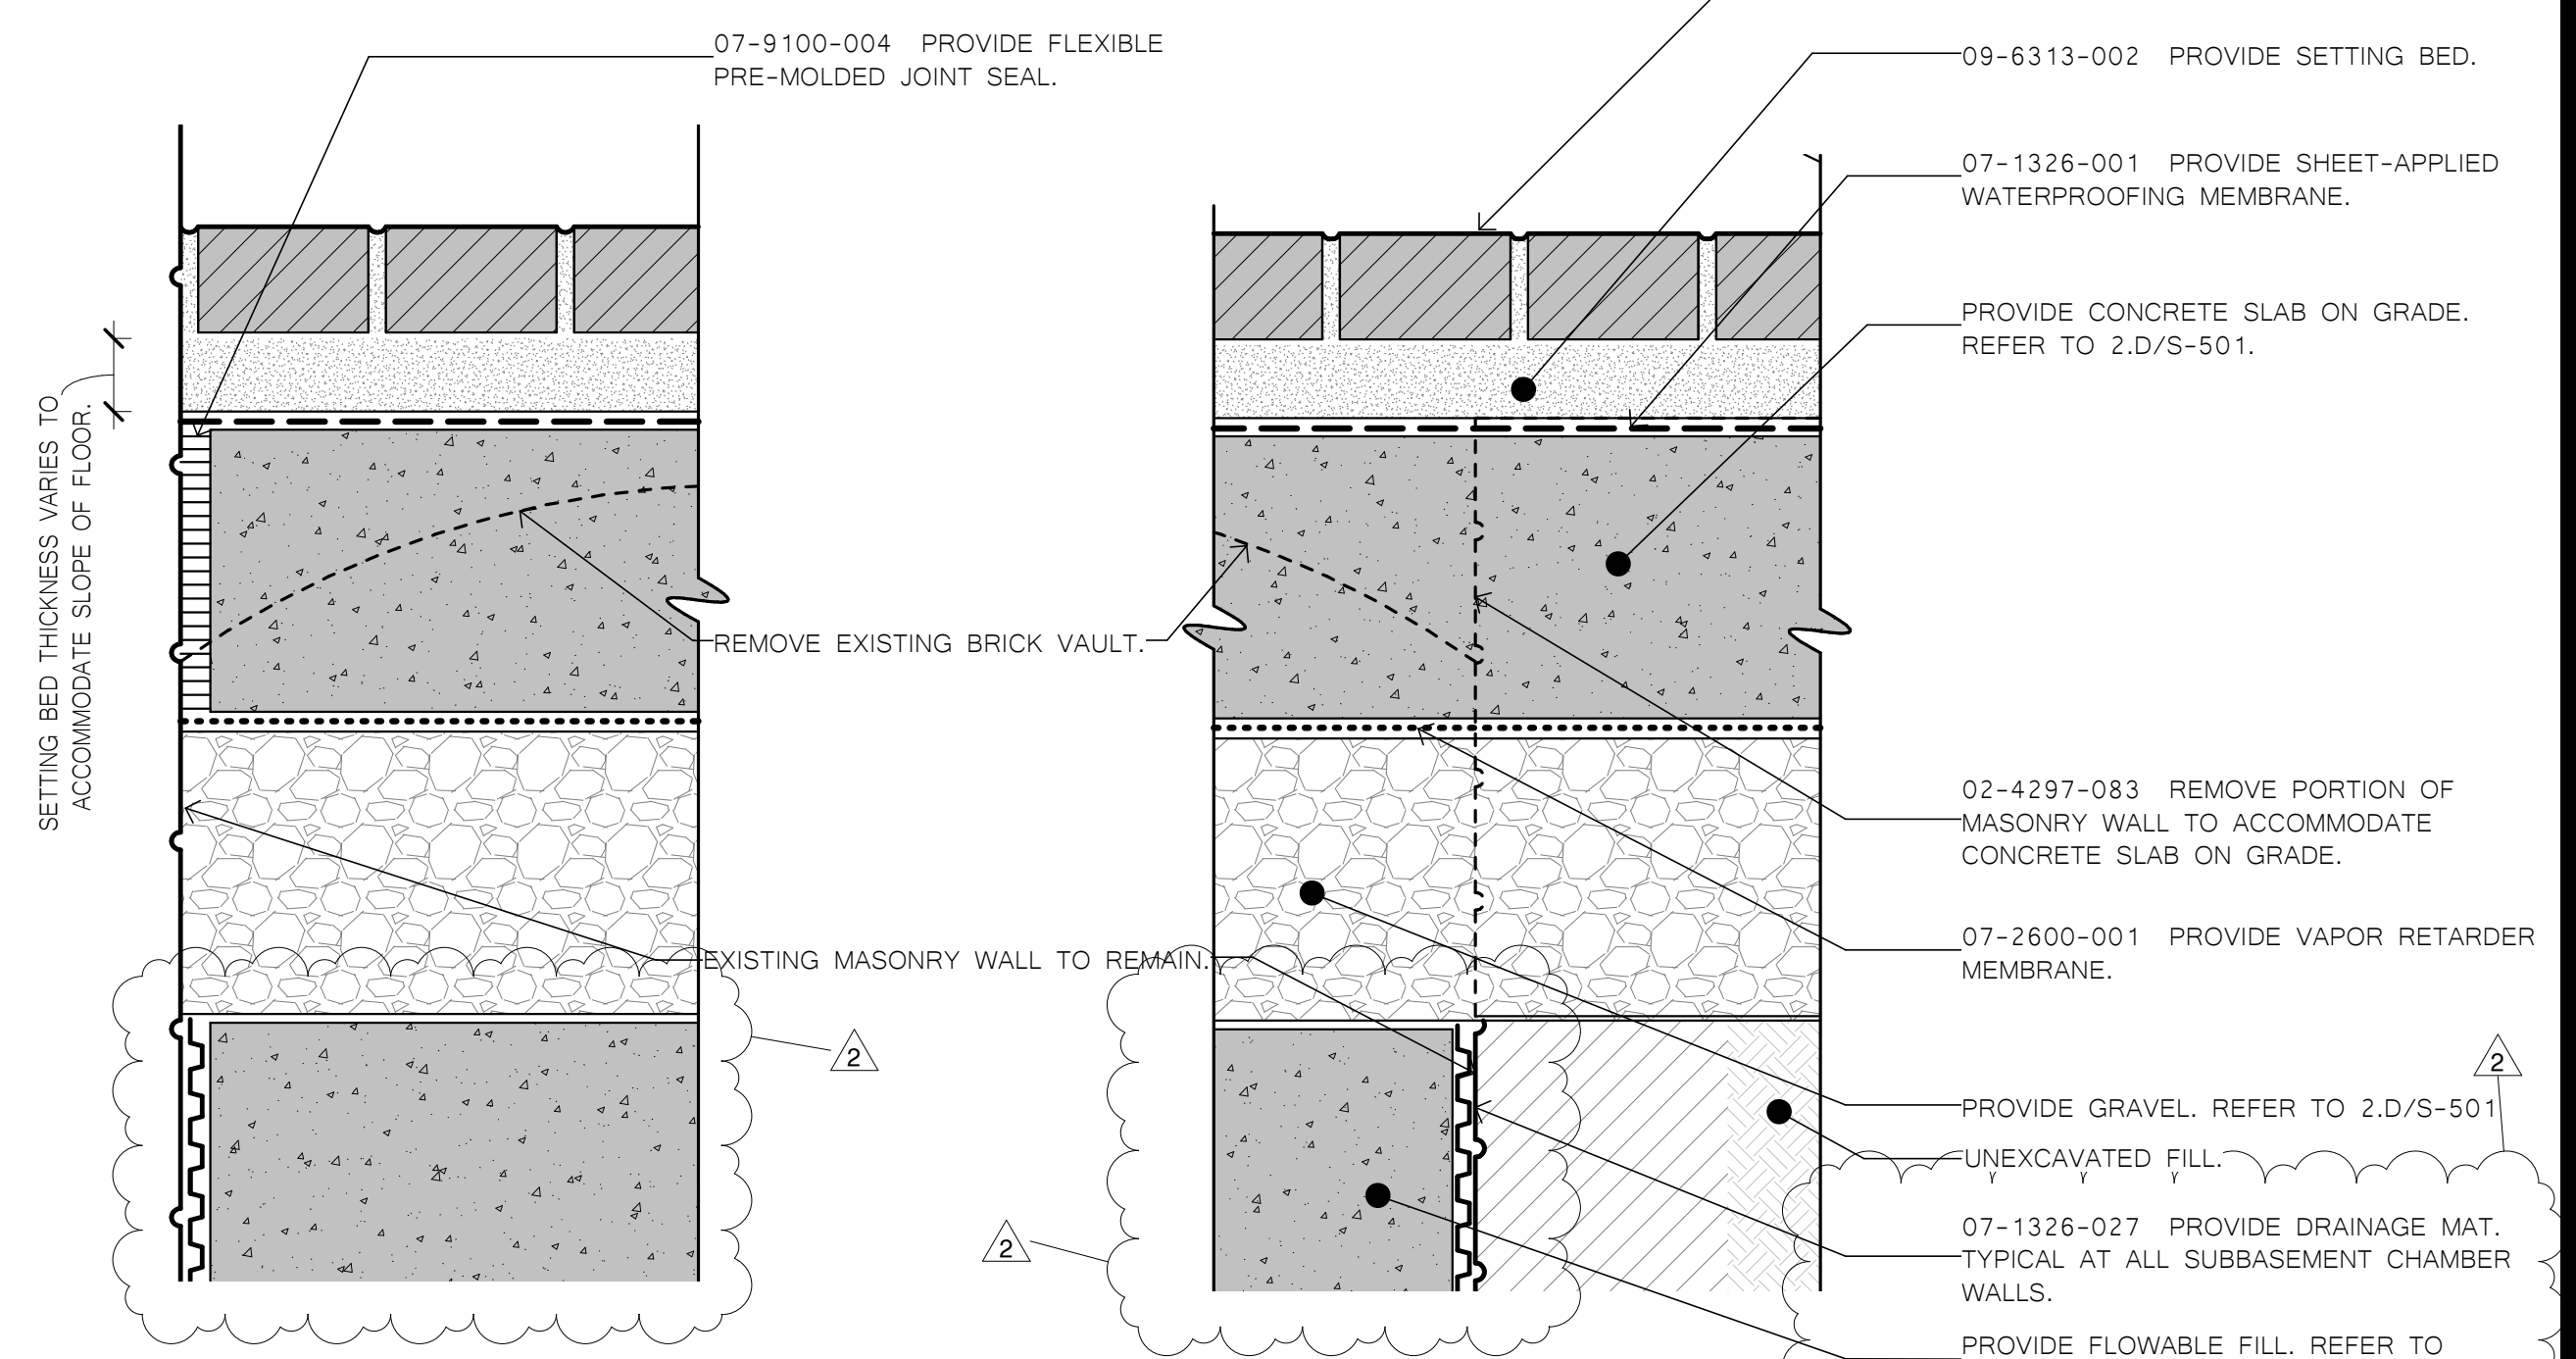 07-9100-004 PROVIDE FLEXIBLE
PRE-MOLDED JOINT SEAL.
SETTING BED THICKNESS VARIES TO
ACCOMMODATE SLOPE OF FLOOR.
REMOVE EXISTING BRICK VAULT.
EXISTING MASONRY WALL TO REMAIN.
2
2
09-6313-002 PROVIDE SETTING BED.
07-1326-001 PROVIDE SHEET-APPLIED
WATERPROOFING MEMBRANE.
PROVIDE CONCRETE SLAB ON GRADE.
REFER TO 2.D/S-501.
02-4297-083 REMOVE PORTION OF
MASONRY WALL TO ACCOMMODATE
CONCRETE SLAB ON GRADE.
07-2600-001 PROVIDE VAPOR RETARDER
MEMBRANE.
2
PROVIDE GRAVEL. REFER TO 2.D/S-501
UNEXCAVATED FILL.
07-1326-027 PROVIDE DRAINAGE MAT.
TYPICAL AT ALL SUBBASEMENT CHAMBER
WALLS.
PROVIDE FLOWABLE FILL. REFER TO